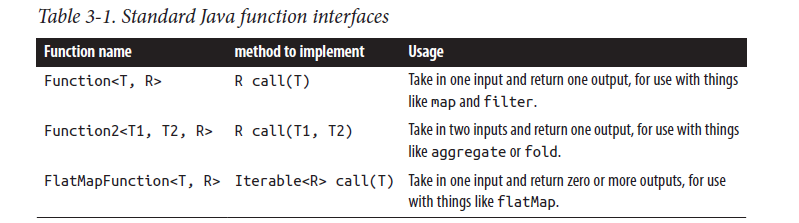 Table 3-1. Standard Java function interfaces
Function name method to implement Usage
Function<T, R> R call(T) Take in one input and return one output, for use with things
like map and filter.
Function2<T1, T2, R> R call(T1, T2) Take in two inputs and return one output, for use with things
like aggregate or fold.
FlatMapFunction<T, R> Iterable<R> call(T) Take in one input and return zero or more outputs, for use
with things like flatMap.